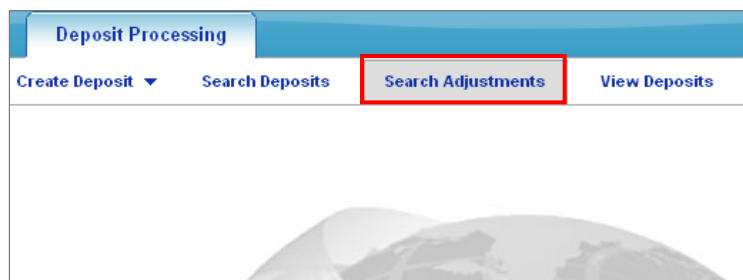 Deposit Processing
Create Deposit Search Deposits Search Adjustments View Deposits